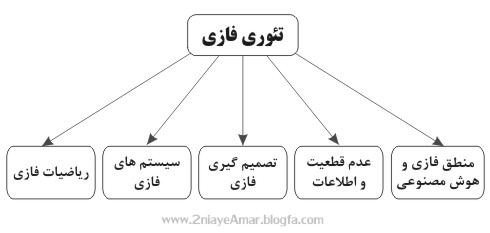 تئوری فازی
منطق فازی و
هوش مصنوعی
عدم قطعیت
و اطلاعات
تصمیم گیری
فازی
سیستم های
فازی
ریاضیات فازی
www.2niayeAmar.blogfa.com